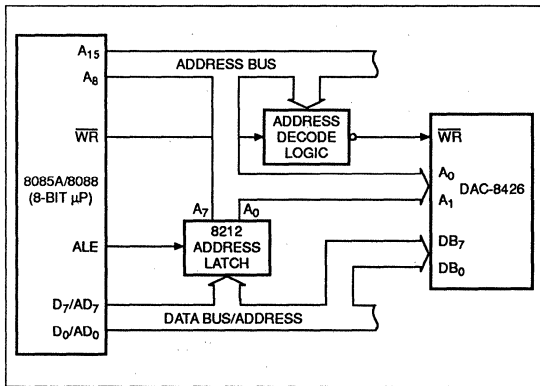 A15
A8
ADDRESS BUS
WR
ADDRESS
DECODE
LOGIC
WR
8085A/8088
(8-BIT µP)
A0
A1
DAC-8426
A7
A0
8212
ADDRESS
LATCH
ALE
DB7
DB0
D7/AD7
D0/AD0
DATA BUS/ADDRESS